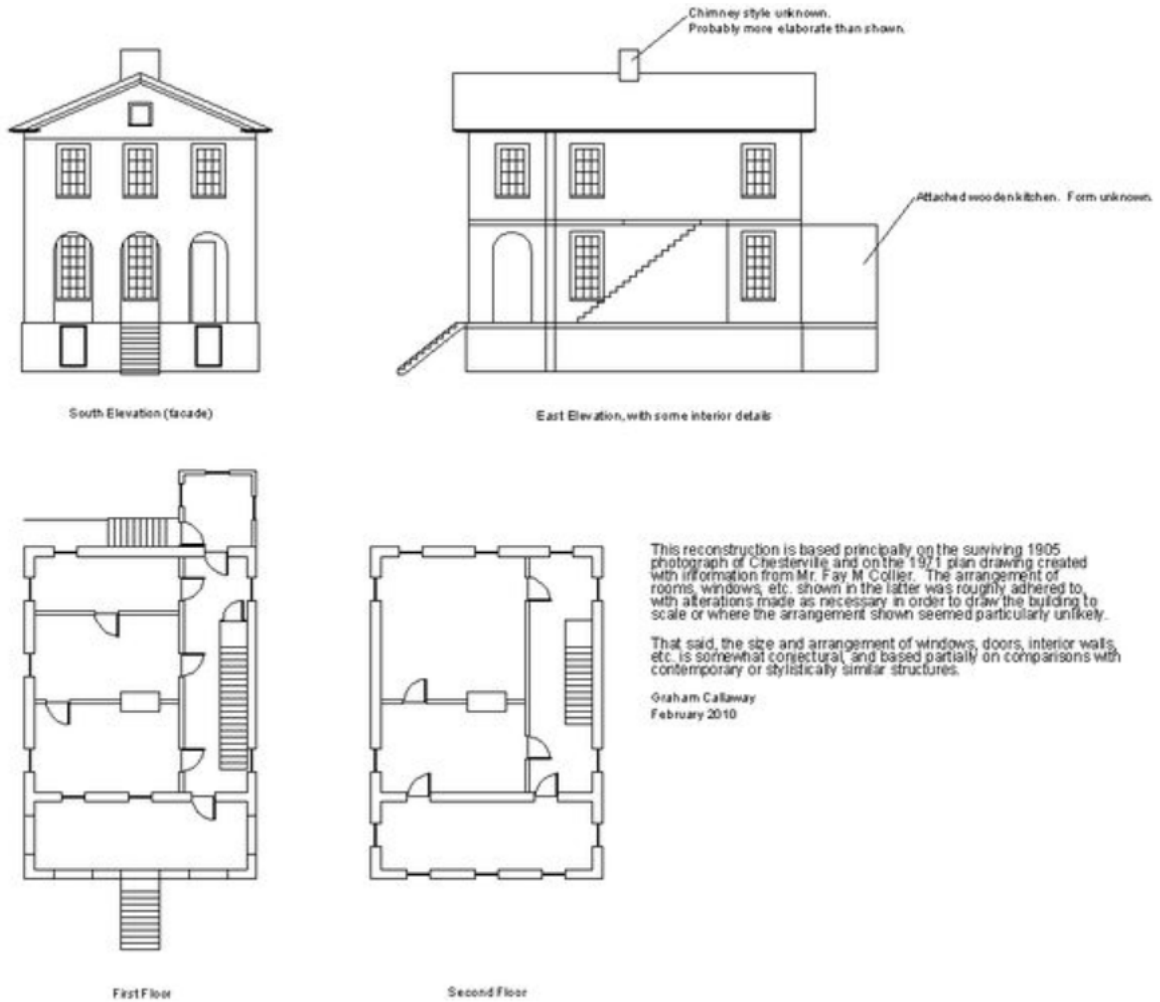 Chimney style unknown.
Probably more elaborate than shown.
Attached wooden kitchen. Form unknown.
South Elevation (facade)
East Elevation, with some interior details
This reconstruction is based principally on the surviving 1905
photograph of Chesterville and on the 1971 plan drawing created
with information from Mr. Fay M Collier. The arrangement of
rooms, windows, etc. shown in the latter was roughly adhered to,
with alterations made as necessary in order to draw the building to
scale or where the arrangement shown seemed particularly unlikely.
That said, the size and arrangement of windows, doors, interior walls,
etc. is somewhat conjectural, and based partially on comparisons with
contemporary or stylistically similar structures.
Graham Callaway
February 2010
First Floor
Second Floor